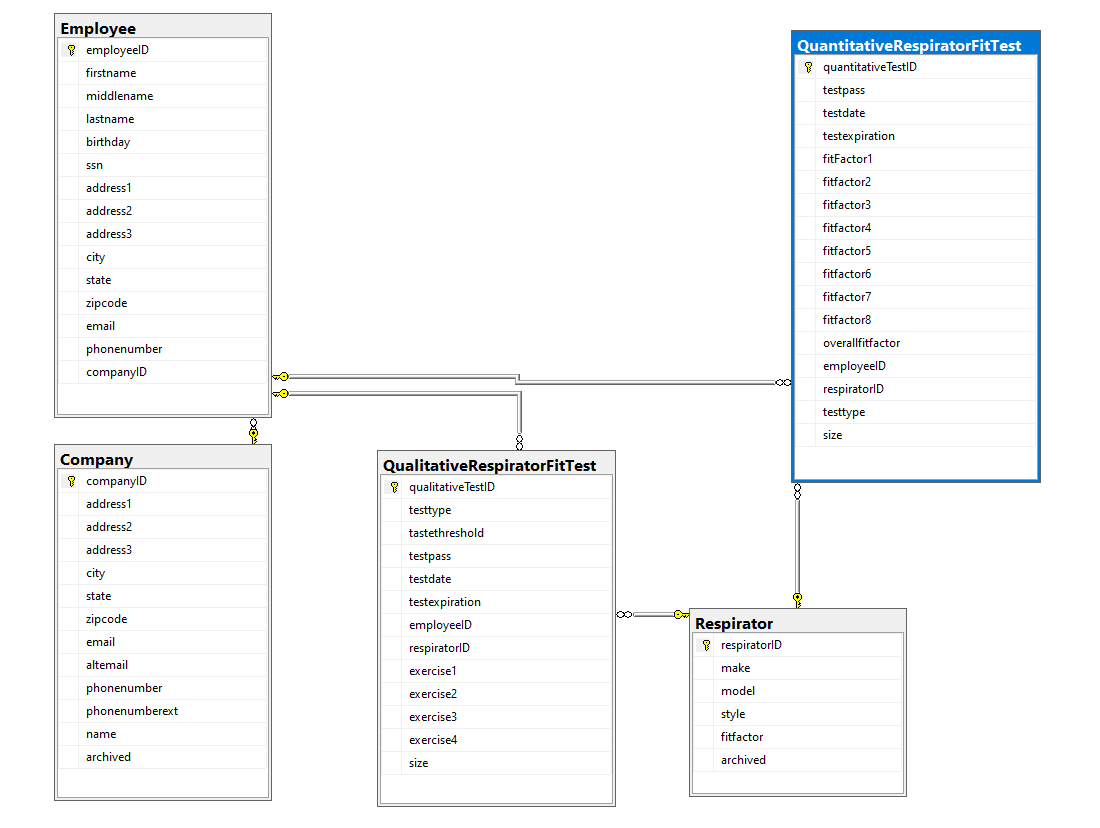 Employee
employeeID
firstname
middlename
lastname
birthday
ssn
address1
address2
address3
city
state
zipcode
email
phonenumber
companyID
Company
companyID
address1
address2
address3
city
state
zipcode
email
altemail
phonenumber
phonenumberext
name
archived
QualitativeRespiratorFitTest
qualitativeTestID
testtype
tastethreshold
testpass
testdate
testexpiration
employeeID
respiratorID
exercise1
exercise2
exercise3
exercise4
size
QuantitativeRespiratorFitTest
quantitativeTestID
testpass
testdate
testexpiration
fitFactor1
fitfactor2
fitfactor3
fitfactor4
fitfactor5
fitfactor6
fitfactor7
fitfactor8
overallfitfactor
employeeID
respiratorID
testtype
size
Respirator
respiratorID
make
model
style
fitfactor
archived